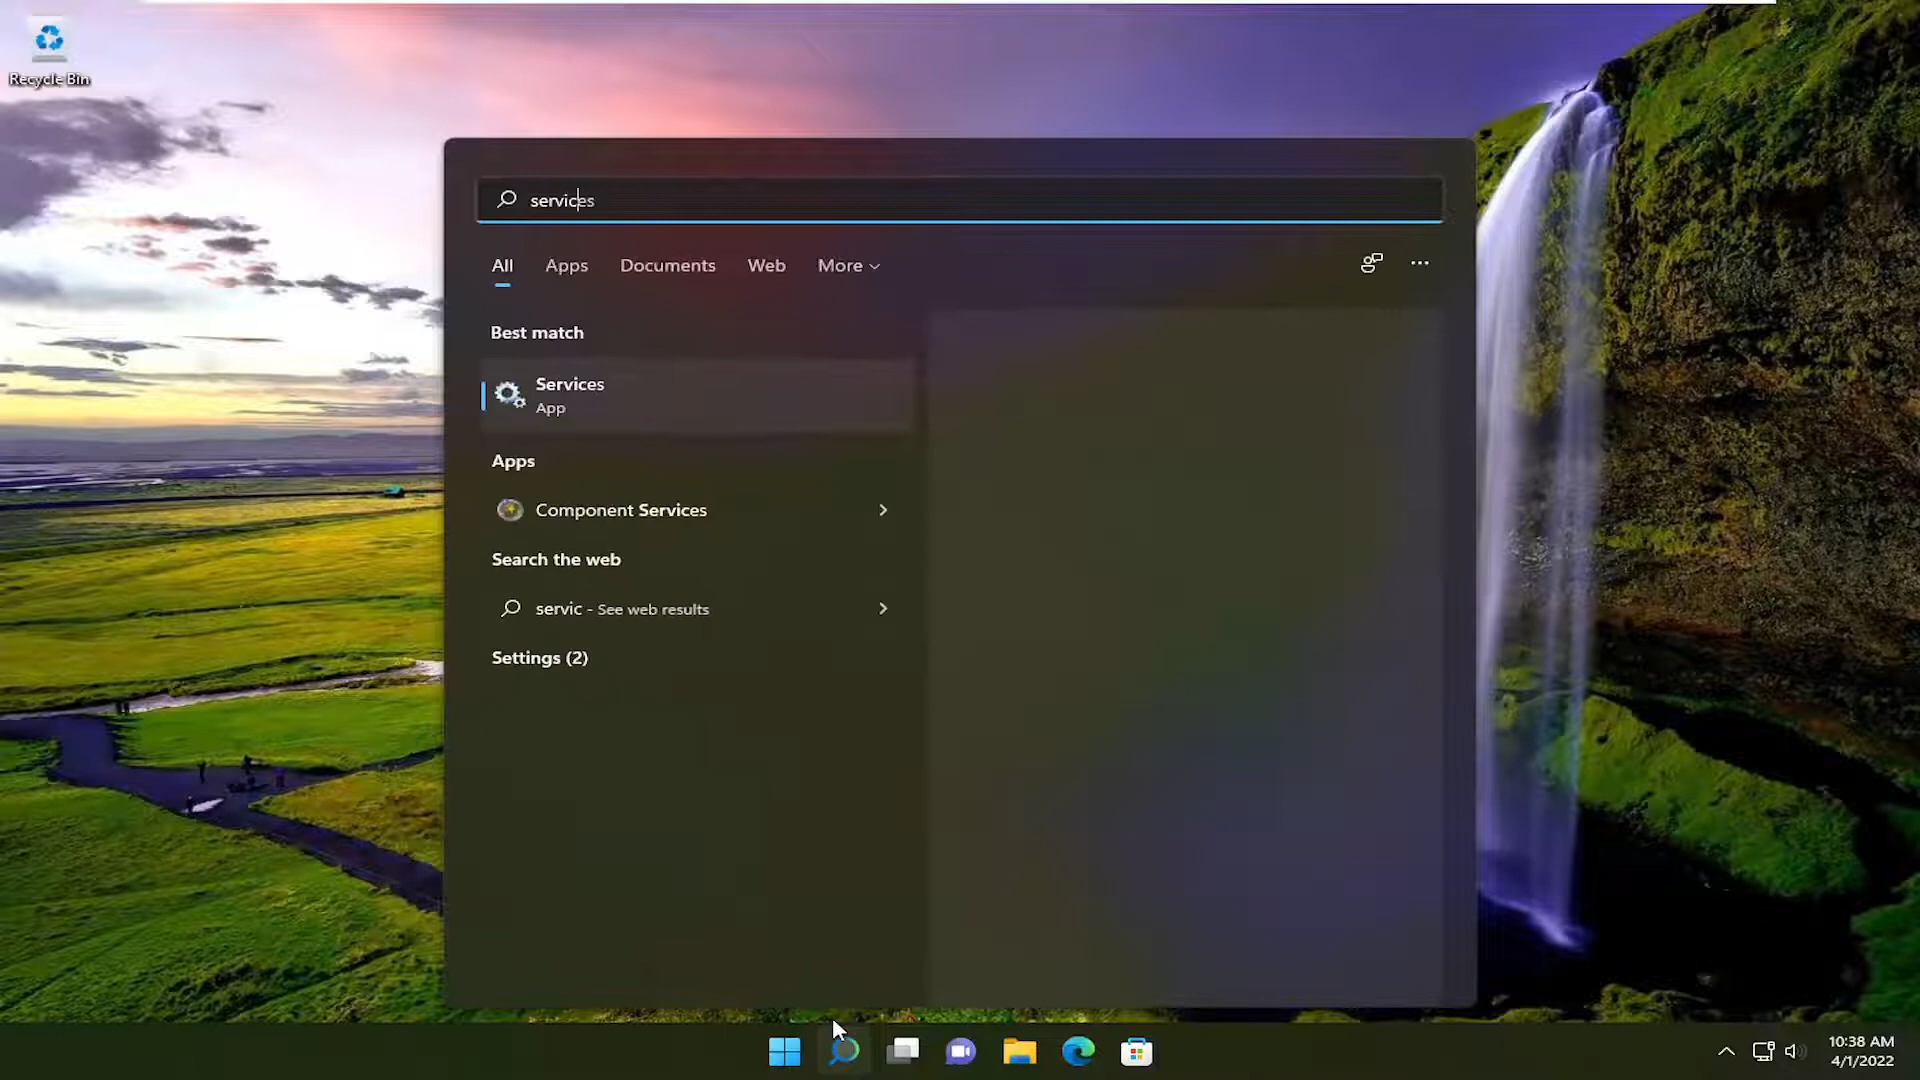 Recycle Bin
services
All Apps Documents Web More
Best match
Services
App
Apps
Component Services
Search the web
servic - See web results
Settings (2)
10:38 AM
4/1/2022